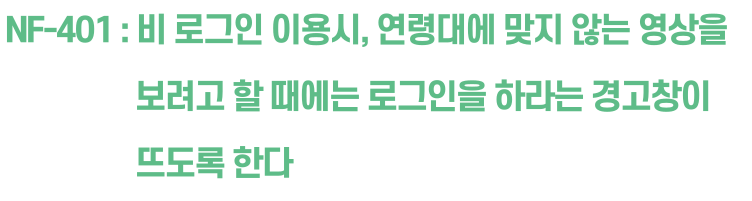 NF-401 : 비 로그인 이용시, 연령대에 맞지 않는 영상을
보려고 할 때에는 로그인을 하라는 경고창이
뜨도록 한다